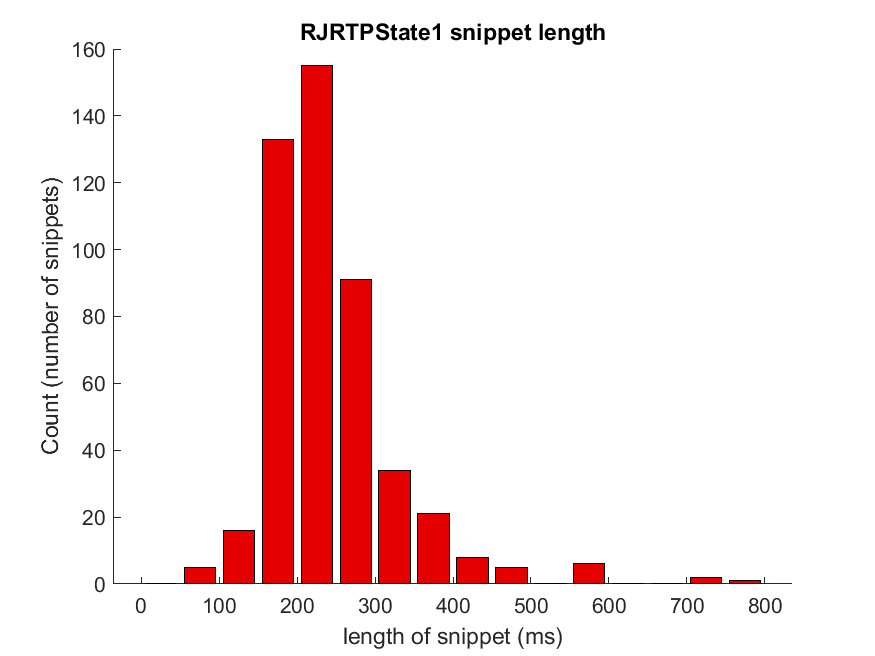 RJRTPState1 snippet length
160
140
120
100
80
60
40
20
0
Count (number of snippets)
0 100 200 300 400 500 600 700 800
length of snippet (ms)